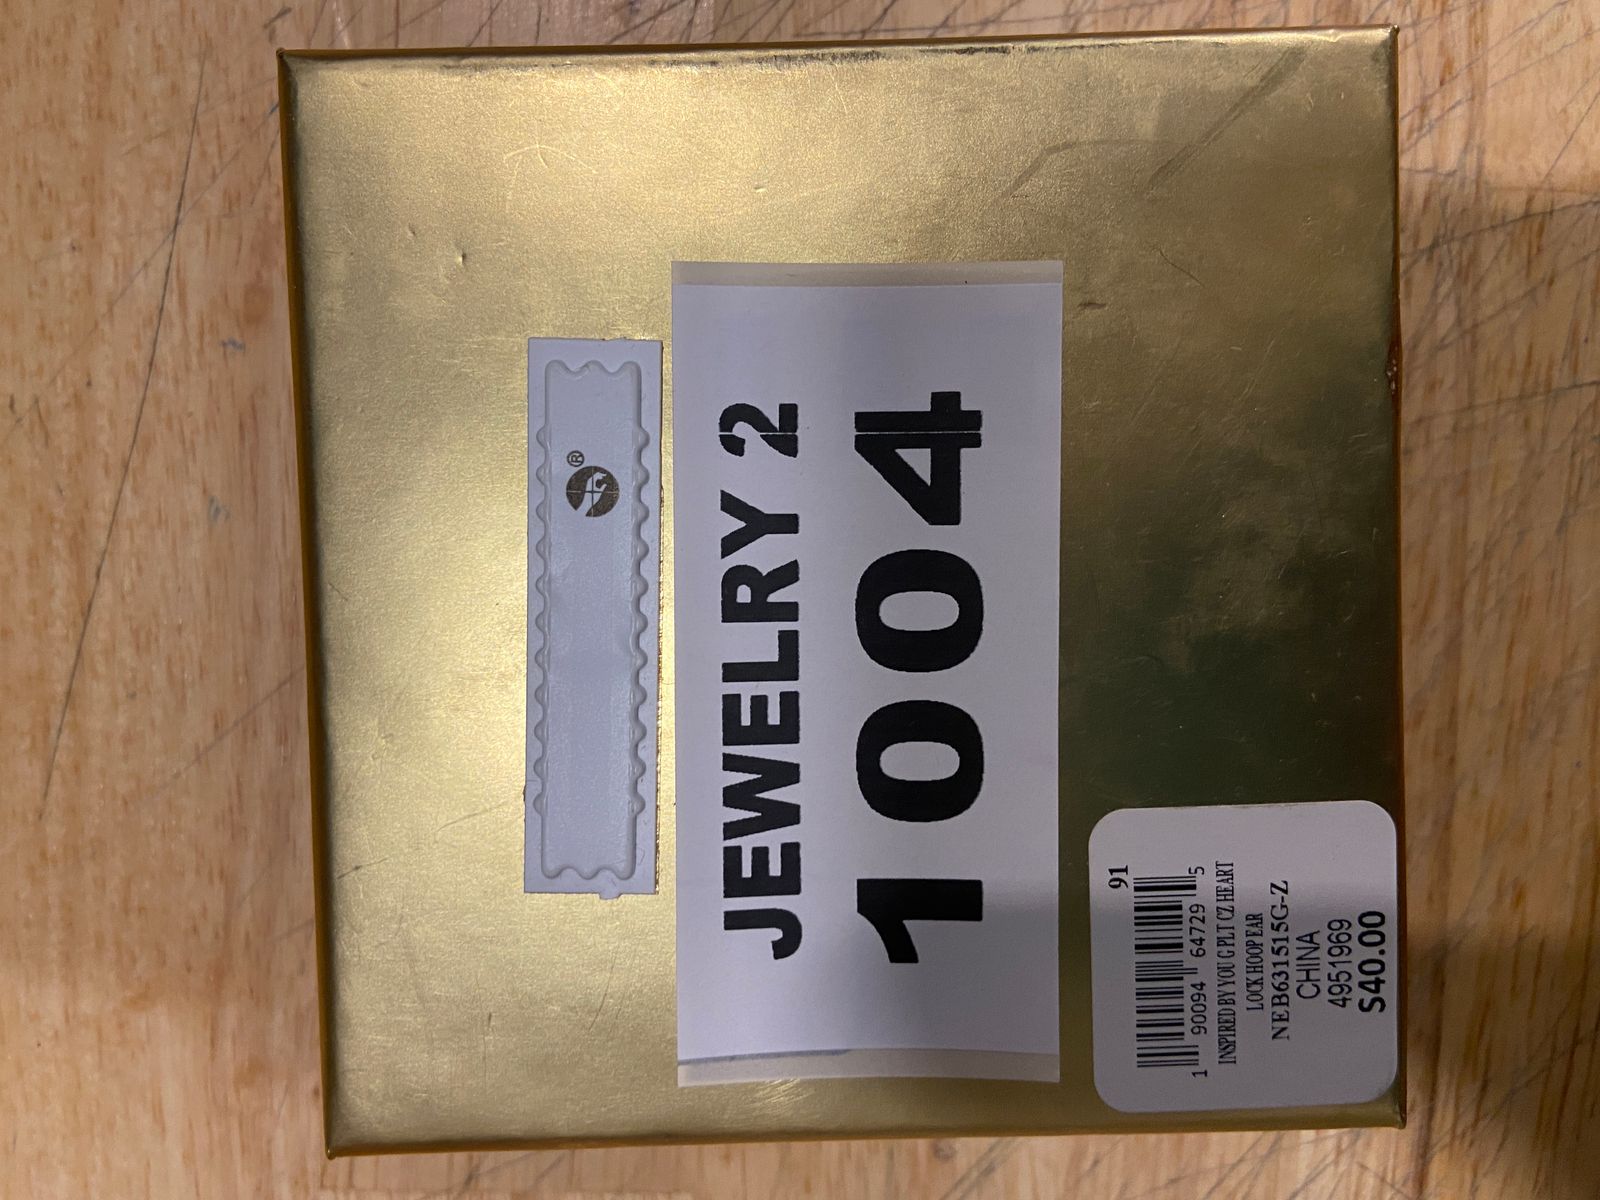 ®
JEWELRY 2
1004
91
1 90094 64729 5
INSPIRED BY YOU G PLT CZ HEART
LOCK HOOP EAR
NEB631515G-Z
CHINA
4951969
$40.00